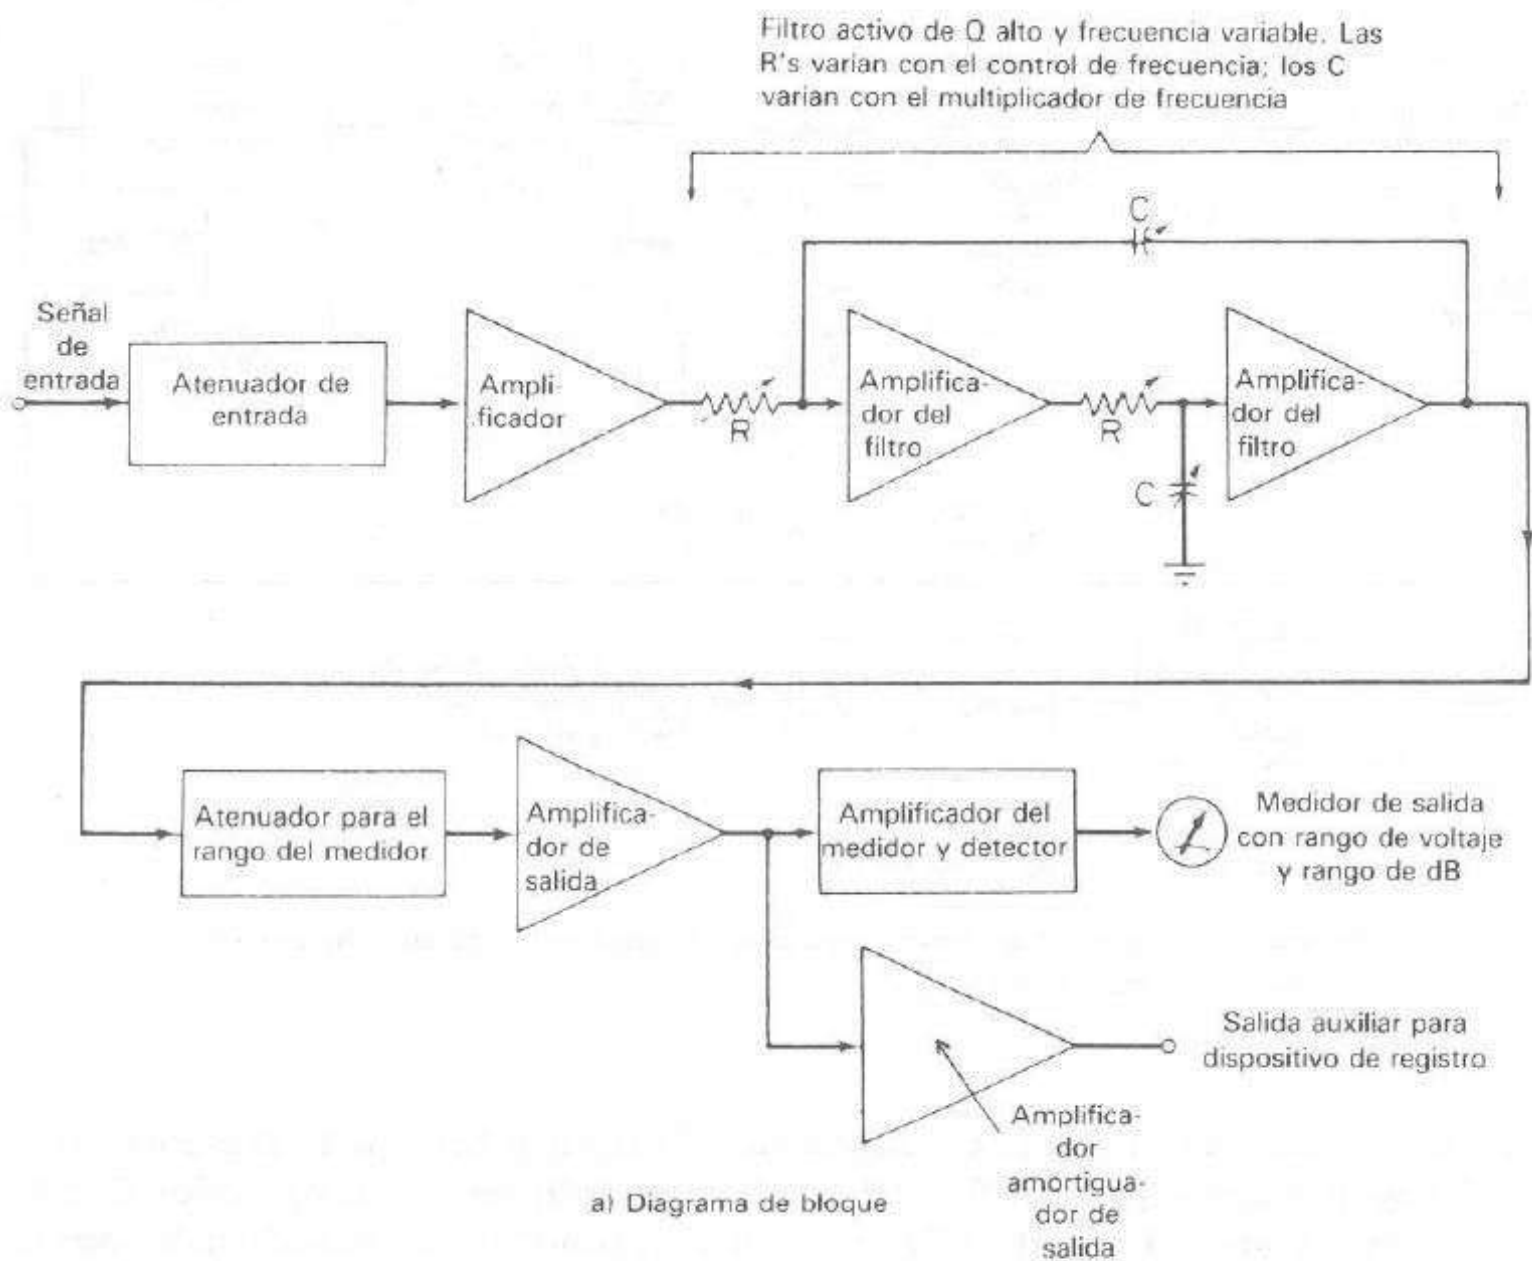 Filtro activo de Q alto y frecuencia variable. Las
R's varian con el control de frecuencia; los C
varian con el multiplicador de frecuencia
C
Señal
de
entrada
Atenuador de
entrada
Ampli-
ficador
R
Amplifica-
dor del
filtro
R
C
Amplifica-
dor del
filtro
Atenuador para el
rango del medidor
Amplifica-
dor de
salida
Amplificador del
medidor y detector
Medidor de salida
con rango de voltaje
y rango de dB
Salida auxiliar para
dispositivo de registro
Amplifica-
dor
amortigua-
dor de
salida
a) Diagrama de bloque